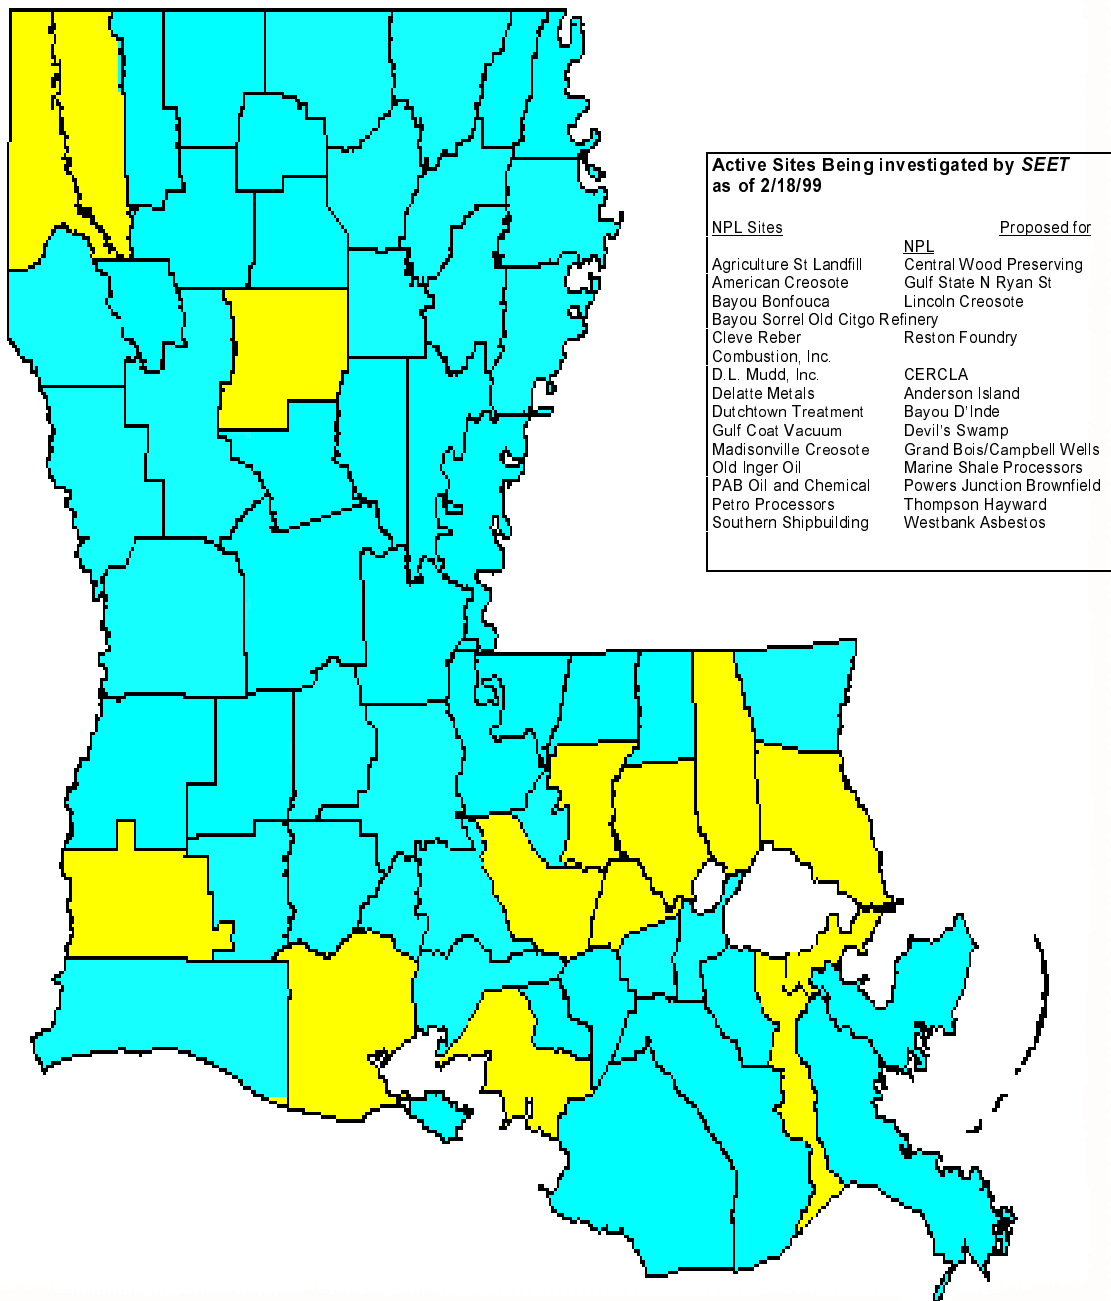 Active Sites Being investigated by SEET
as of 2/18/99
NPL Sites Proposed for
NPL
Agriculture St Landfill Central Wood Preserving
American Creosote Gulf State N Ryan St
Bayou Bonfouca Lincoln Creosote
Bayou Sorrel Old Citgo Refinery
Cleve Reber Reston Foundry
Combustion, Inc.
D.L. Mudd, Inc. CERCLA
Delatte Metals Anderson Island
Dutchtown Treatment Bayou D'Inde
Gulf Coat Vacuum Devil's Swamp
Madisonville Creosote Grand Bois/Campbell Wells
Old Inger Oil Marine Shale Processors
PAB Oil and Chemical Powers Junction Brownfield
Petro Processors Thompson Hayward
Southern Shipbuilding Westbank Asbestos